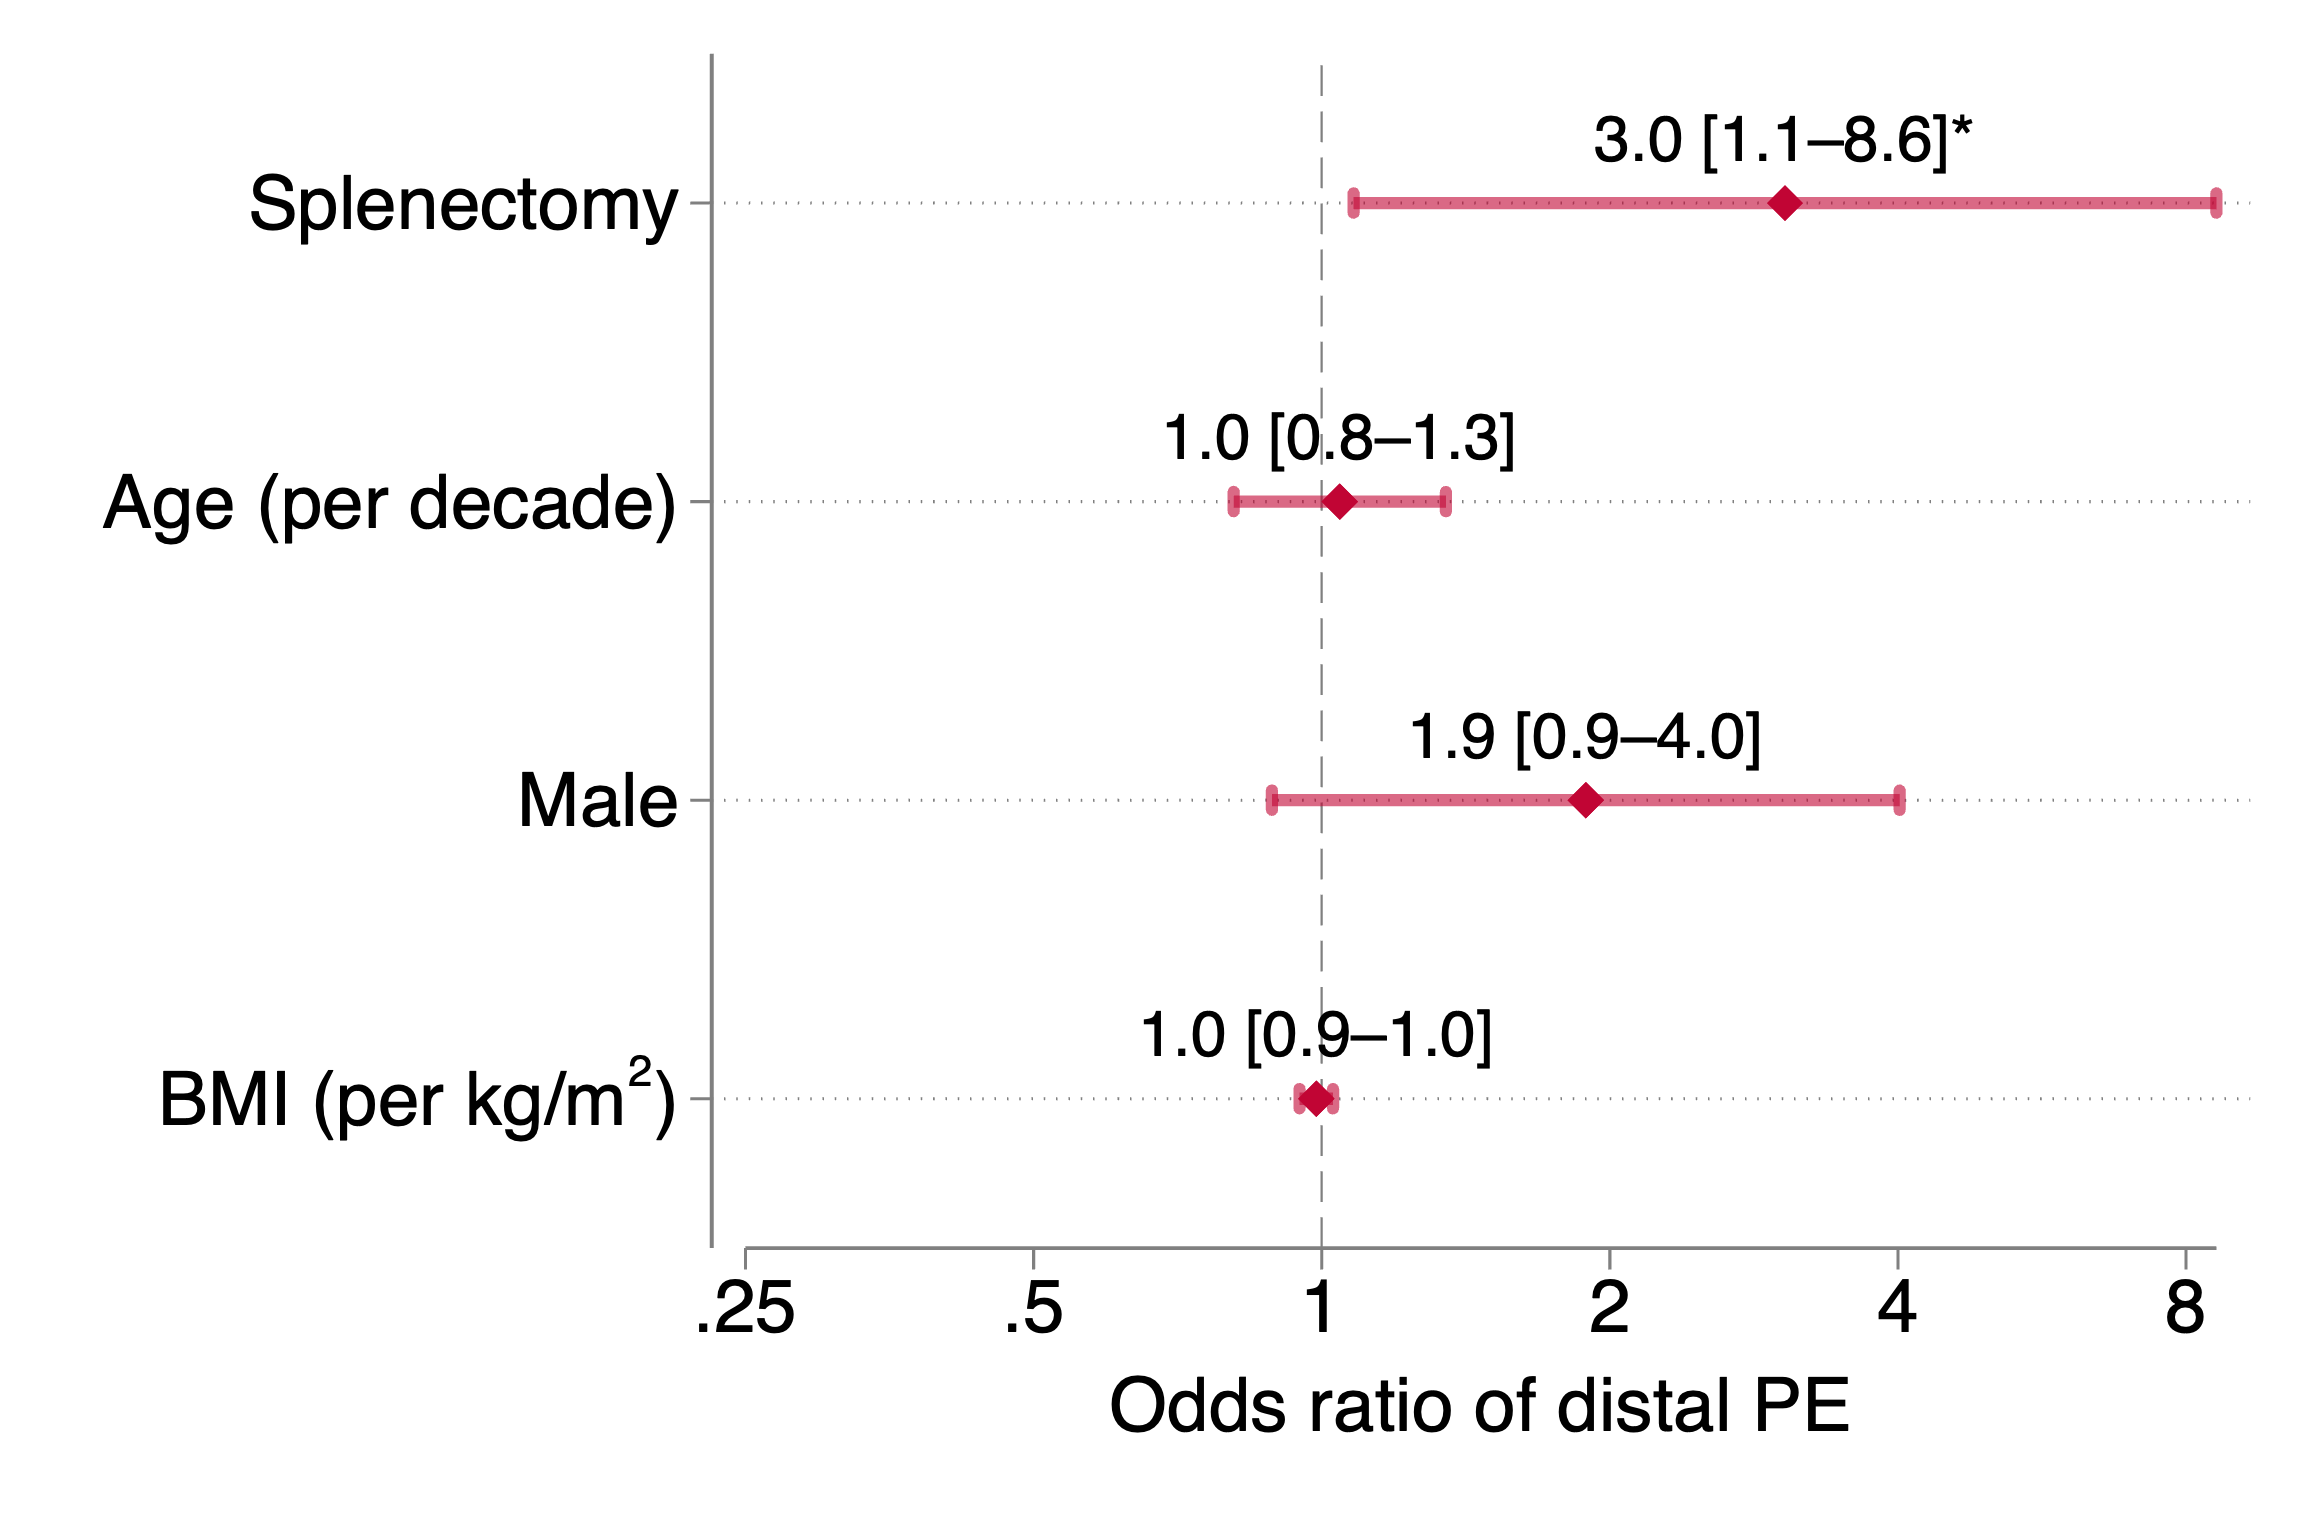 3.0 [1.1–8.6]*
Splenectomy
1.0 [0.8–1.3]
Age (per decade)
1.9 [0.9–4.0]
Male
1.0 [0.9–1.0]
BMI (per kg/m²)
.25 .5 1 2 4 8
Odds ratio of distal PE